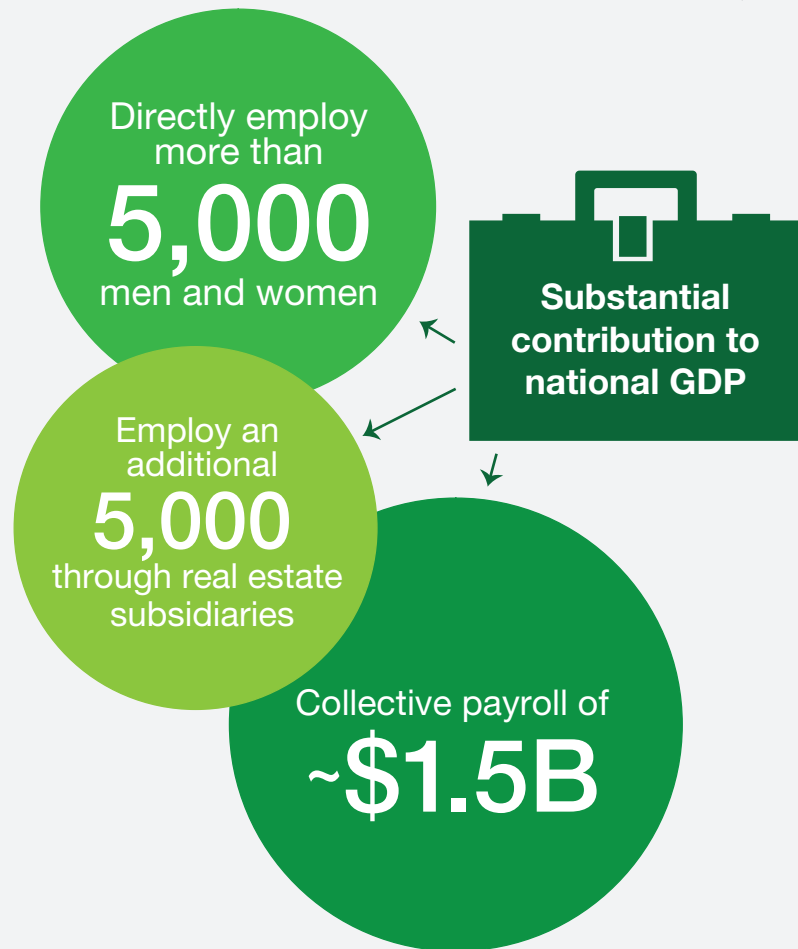 Directly employ
more than
5,000
men and women
Substantial
contribution to
national GDP
Employ an
additional
5,000
through real estate
subsidiaries
Collective payroll of
~$1.5B